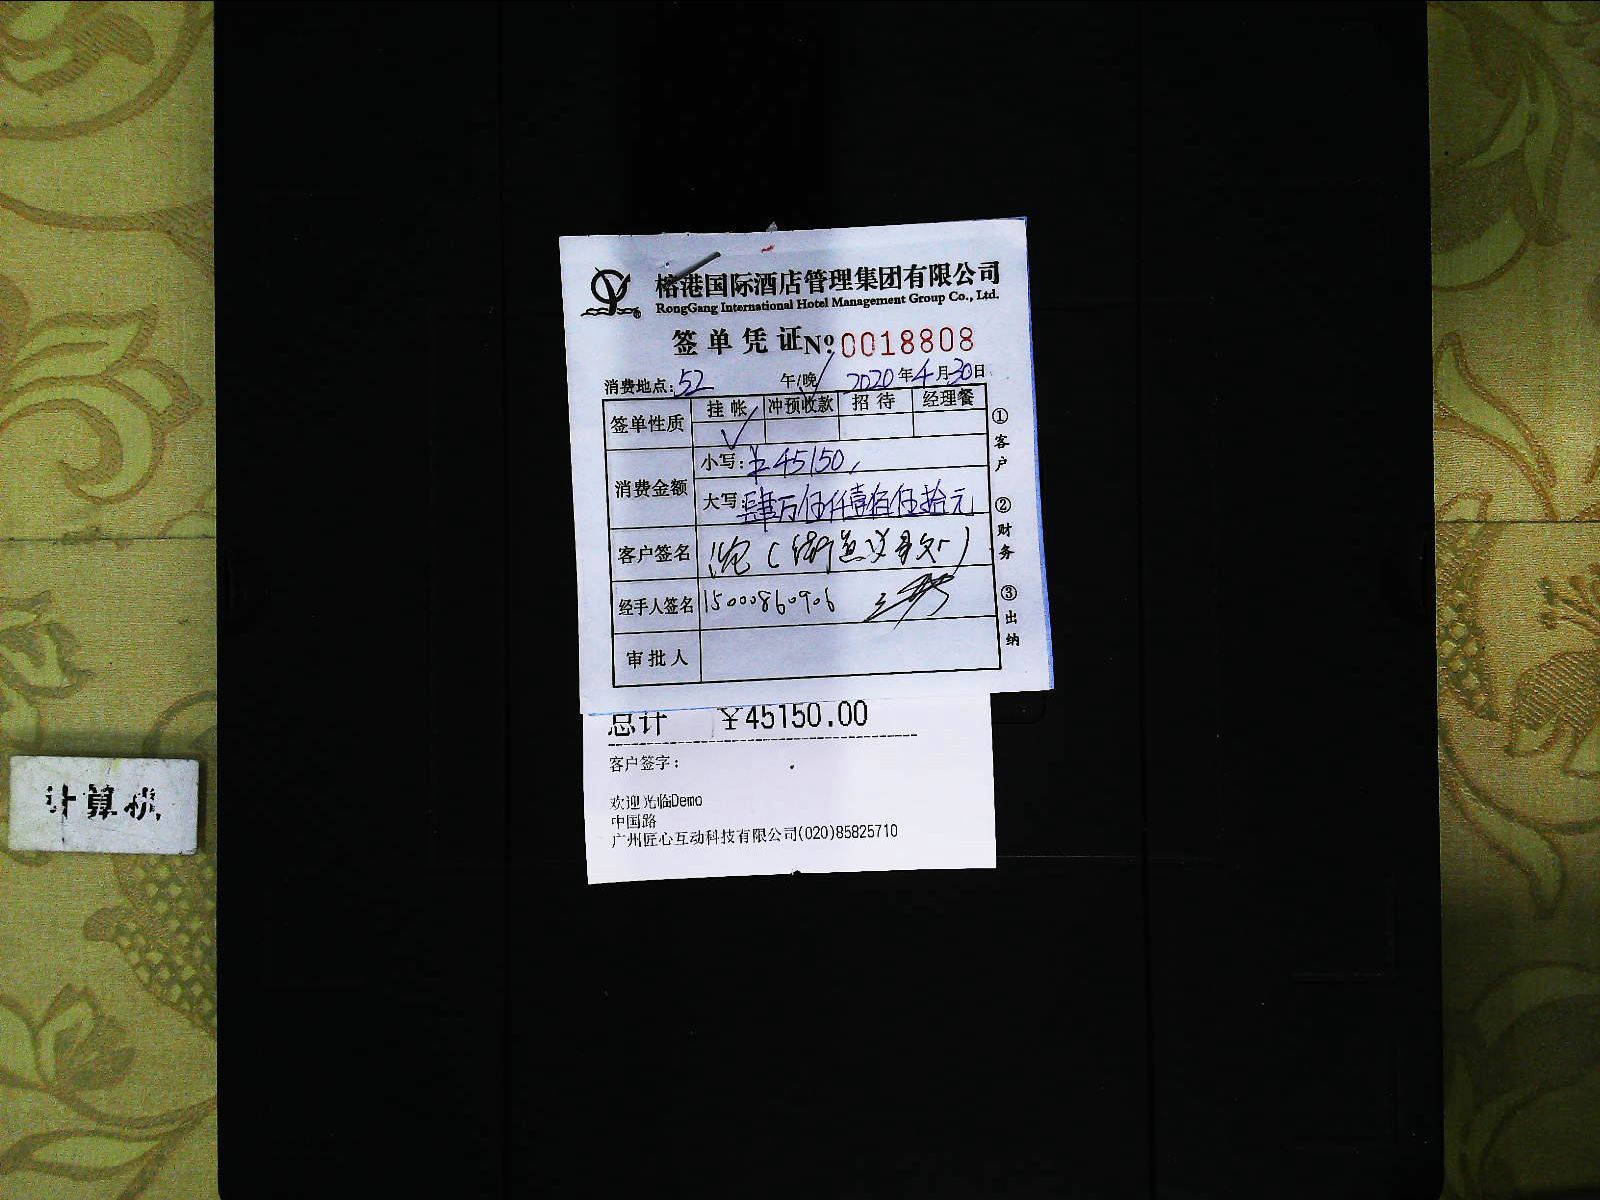 榕港国际酒店管理集团有限公司
RongGang International Hotel Management Group Co., Ltd.
签单凭证 № 0018808
消费地点: 52 午/晚 2020年4月30日
签单性质 挂帐 冲预收款 招待 经理餐
√
消费金额 小写: ¥45150
大写: 肆万伍仟壹佰伍拾元
客户签名
经手人签名 15000860906
审批人
①客户 ②财务 ③出纳
总计 ¥45150.00
客户签字:
欢迎光临Demo
中国路
广州匠心互动科技有限公司(020)85825710
计算机